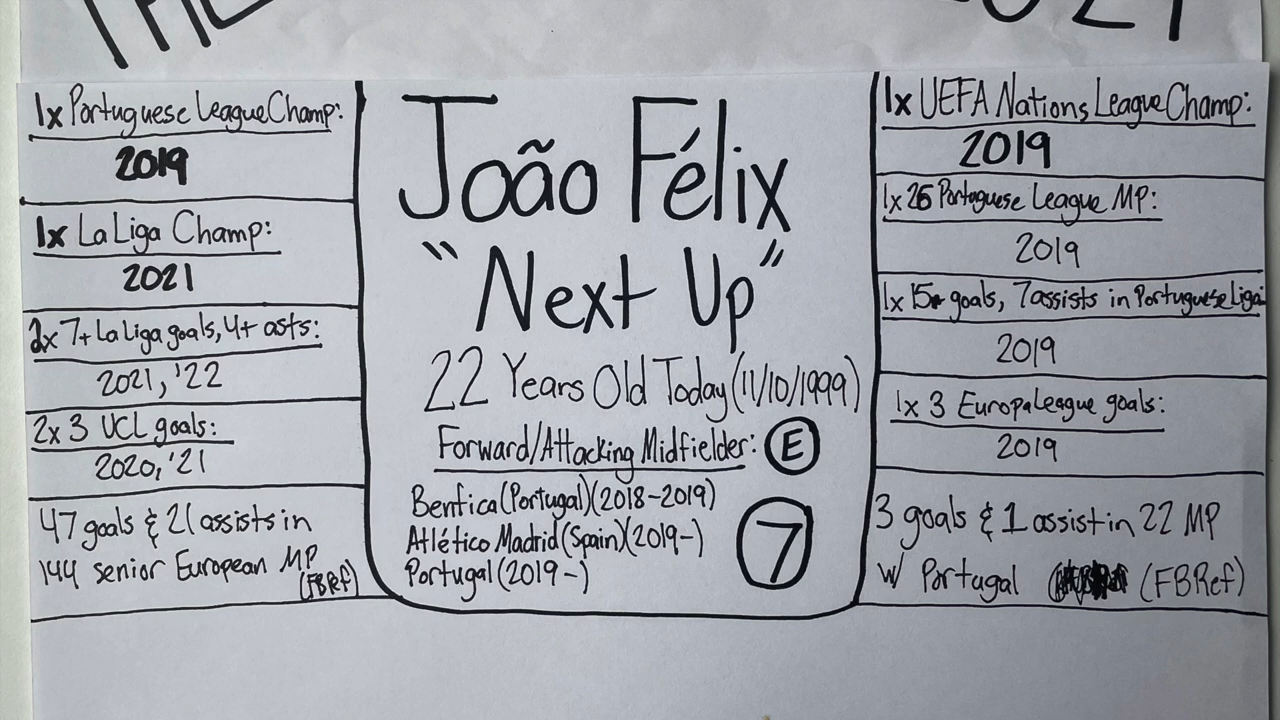 1x Portuguese League Champ:
2019
1x La Liga Champ:
2021
2x 7+ La Liga goals, 4+ asts:
2021, '22
2x 3 UCL goals:
2020, '21
47 goals & 21 assists in
144 senior European MP
(FBRef)
João Félix
"Next Up"
22 Years Old Today (11/10/1999)
Forward/Attacking Midfielder: E
Benfica (Portugal) (2018-2019)
Atlético Madrid (Spain) (2019-)
Portugal (2019-)
7
1x UEFA Nations League Champ:
2019
1x 26 Portuguese League MP:
2019
1x 15 goals, 7 assists in Portuguese Liga:
2019
1x 3 Europa League goals:
2019
3 goals & 1 assist in 22 MP
w/ Portugal (FBRef)